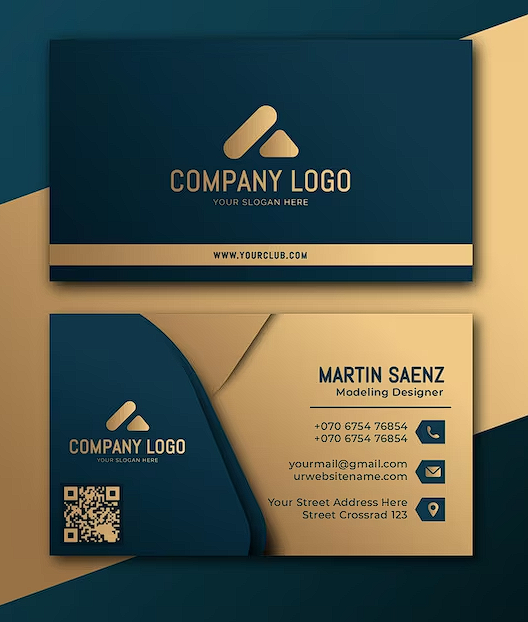 COMPANY LOGO
YOUR SLOGAN HERE
WWW.YOURCLUB.COM
MARTIN SAENZ
Modeling Designer
+070 6754 76854
+070 6754 76854
yourmail@gmail.com
urwebsitename.com
Your Street Address Here
Street Crossrad 123
COMPANY LOGO
YOUR SLOGAN HERE